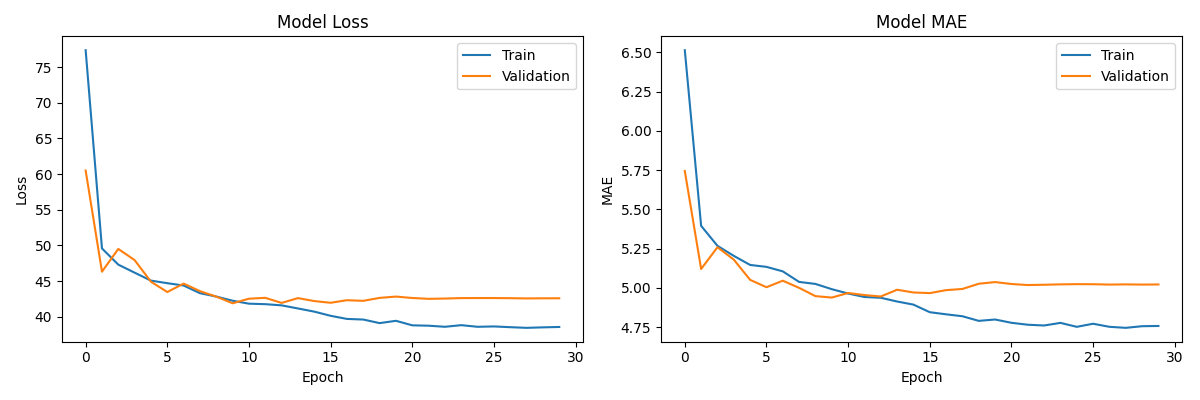 Model Loss
Train
Validation
75
70
65
60
55
50
45
40
Loss
0 5 10 15 20 25 30
Epoch
Model MAE
Train
Validation
6.50
6.25
6.00
5.75
5.50
5.25
5.00
4.75
MAE
0 5 10 15 20 25 30
Epoch